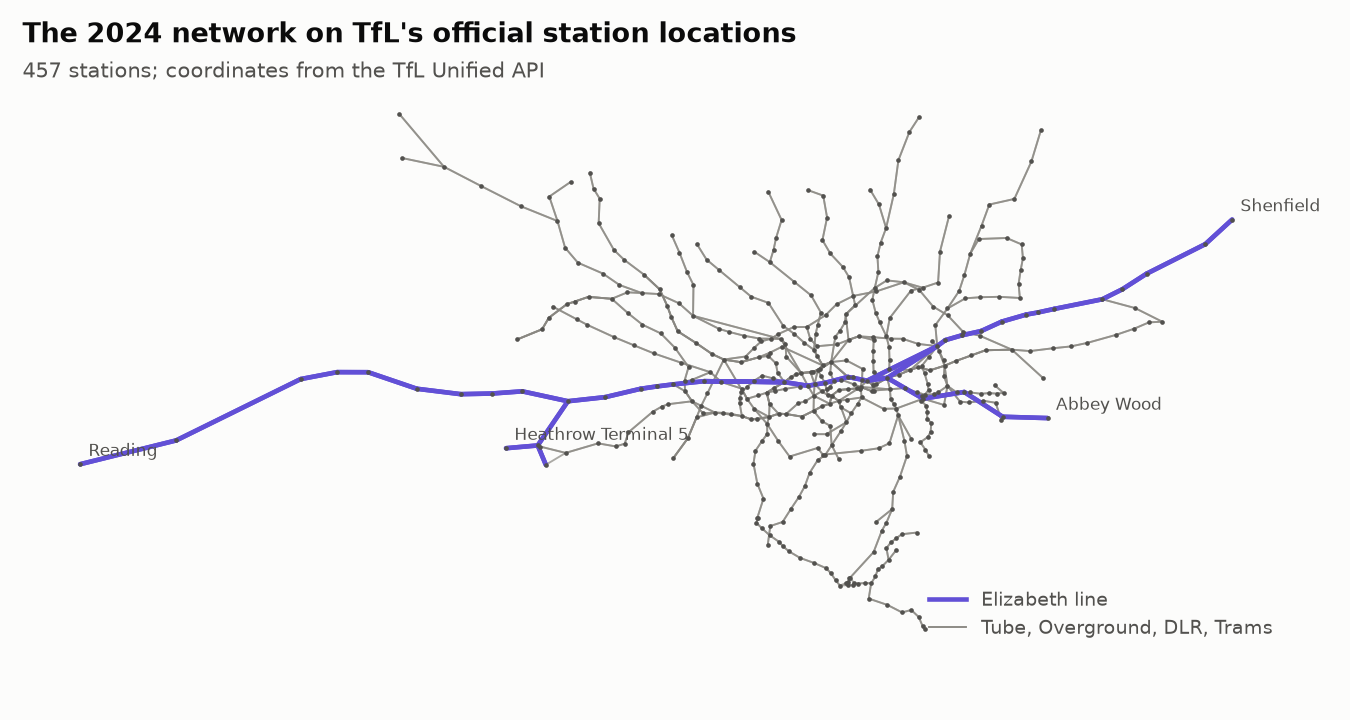 The 2024 network on TfL's official station locations
457 stations; coordinates from the TfL Unified API
Shenfield
Abbey Wood
Heathrow Terminal 5
Reading
Elizabeth line
Tube, Overground, DLR, Trams